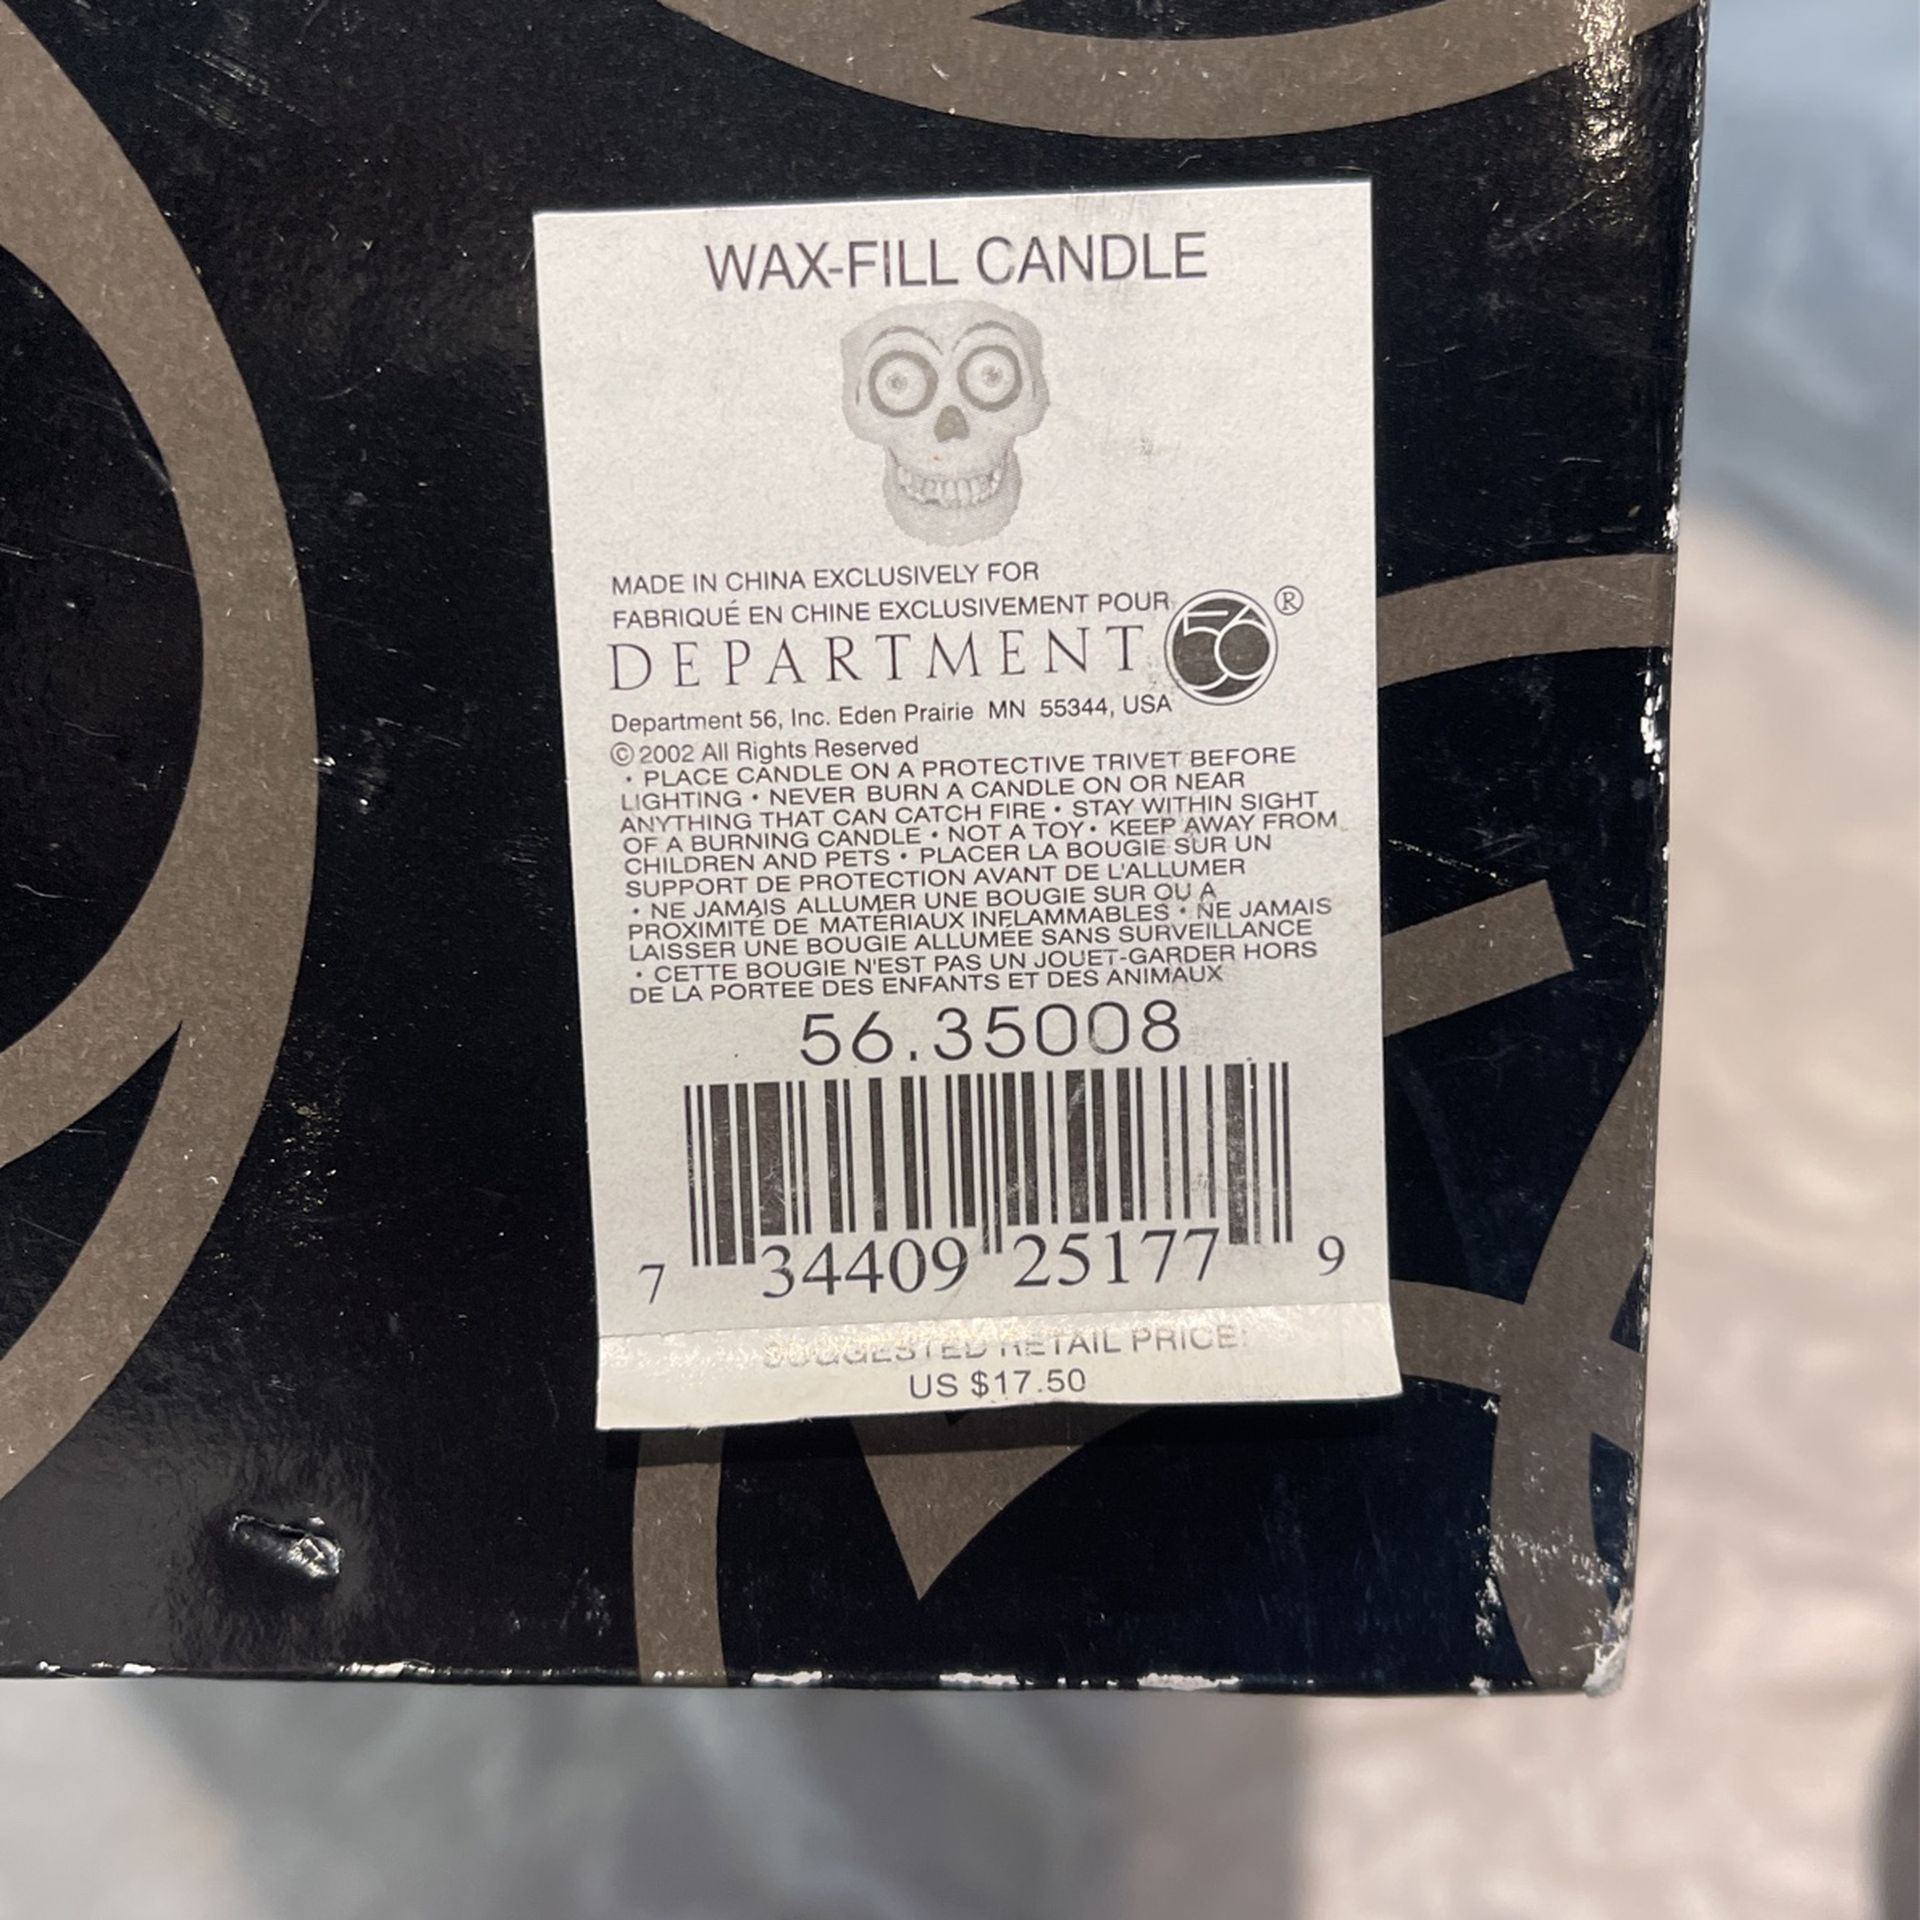 WAX-FILL CANDLE
MADE IN CHINA EXCLUSIVELY FOR
FABRIQUÉ EN CHINE EXCLUSIVEMENT POUR
DEPARTMENT 56 ®
Department 56, Inc. Eden Prairie MN 55344, USA
© 2002 All Rights Reserved
• PLACE CANDLE ON A PROTECTIVE TRIVET BEFORE
LIGHTING • NEVER BURN A CANDLE ON OR NEAR
ANYTHING THAT CAN CATCH FIRE • STAY WITHIN SIGHT
OF A BURNING CANDLE • NOT A TOY • KEEP AWAY FROM
CHILDREN AND PETS • PLACER LA BOUGIE SUR UN
SUPPORT DE PROTECTION AVANT DE L'ALLUMER
• NE JAMAIS ALLUMER UNE BOUGIE SUR OU A
PROXIMITÉ DE MATÉRIAUX INFLAMMABLES • NE JAMAIS
LAISSER UNE BOUGIE ALLUMÉE SANS SURVEILLANCE
• CETTE BOUGIE N'EST PAS UN JOUET-GARDER HORS
DE LA PORTEE DES ENFANTS ET DES ANIMAUX
56.35008
7 34409 25177 9
SUGGESTED RETAIL PRICE:
US $17.50